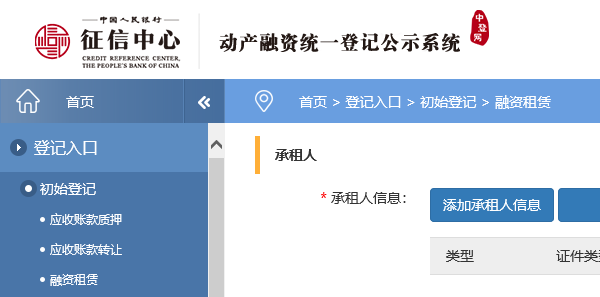 中国人民银行
征信中心
CREDIT REFERENCE CENTER,
THE PEOPLE'S BANK OF CHINA
动产融资统一登记公示系统
中登网
首页
«
首页 > 登记入口 > 初始登记 > 融资租赁
登记入口
初始登记
应收账款质押
应收账款转让
融资租赁
承租人
* 承租人信息：
添加承租人信息
类型
证件类